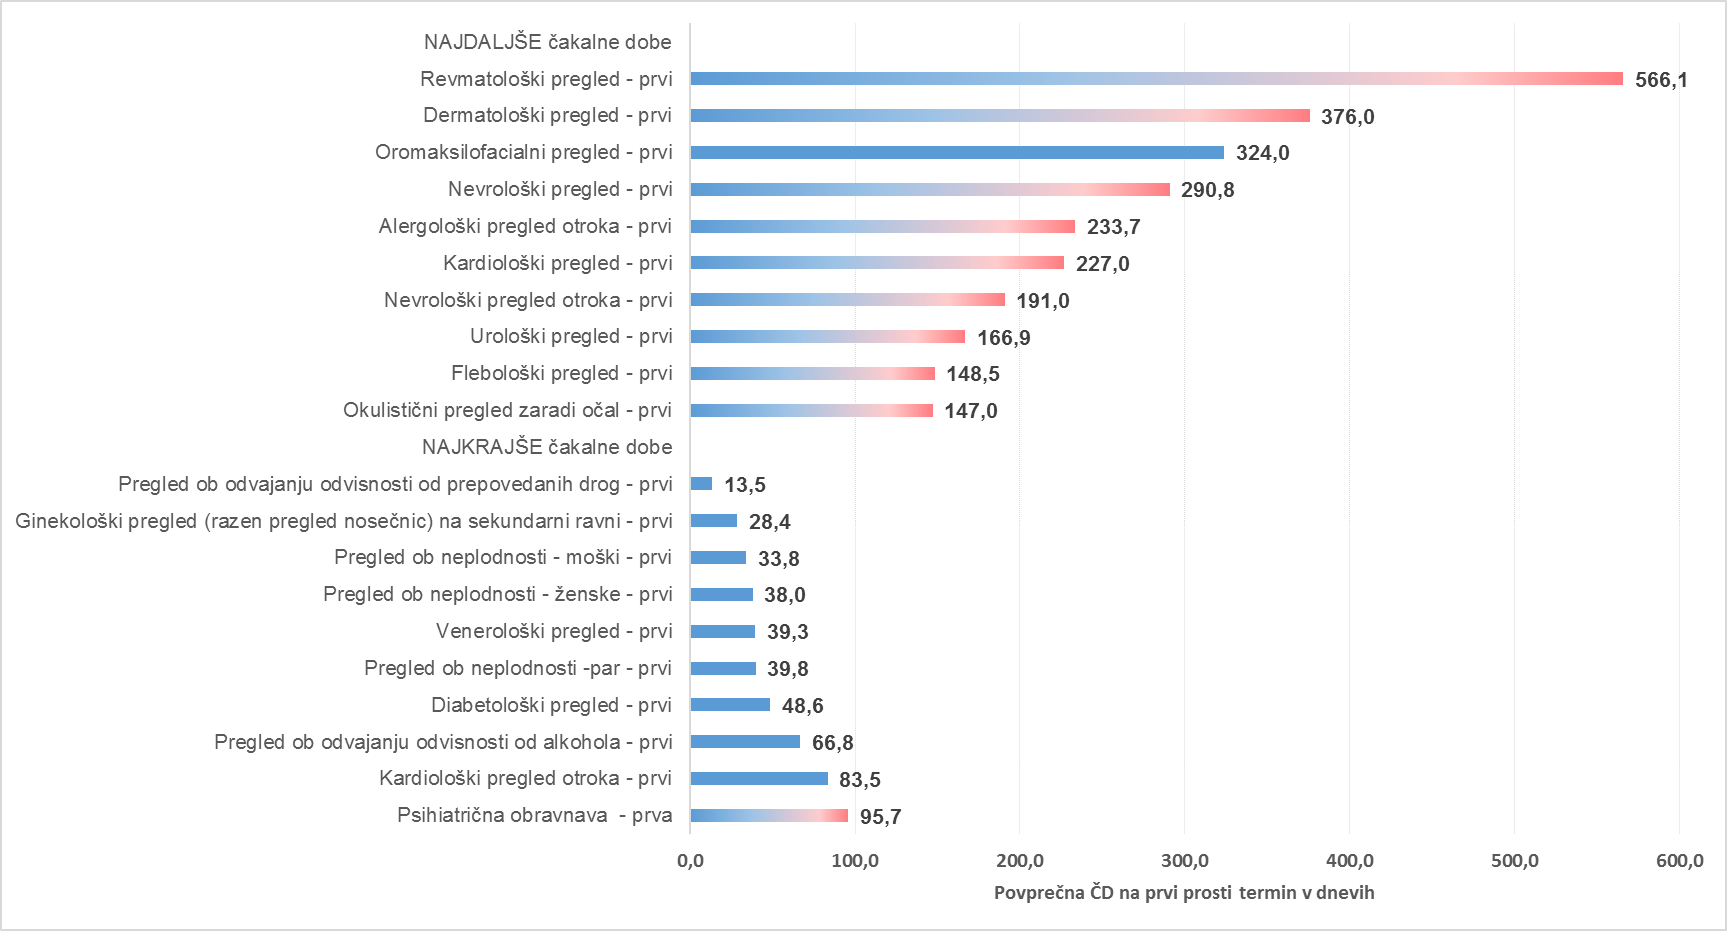 NAJDALJŠE čakalne dobe
Revmatološki pregled - prvi 566,1
Dermatološki pregled - prvi 376,0
Oromaksilofacialni pregled - prvi 324,0
Nevrološki pregled - prvi 290,8
Alergološki pregled otroka - prvi 233,7
Kardiološki pregled - prvi 227,0
Nevrološki pregled otroka - prvi 191,0
Urološki pregled - prvi 166,9
Flebološki pregled - prvi 148,5
Okulistični pregled zaradi očal - prvi 147,0
NAJKRAJŠE čakalne dobe
Pregled ob odvajanju odvisnosti od prepovedanih drog - prvi 13,5
Ginekološki pregled (razen pregled nosečnic) na sekundarni ravni - prvi 28,4
Pregled ob neplodnosti - moški - prvi 33,8
Pregled ob neplodnosti - ženske - prvi 38,0
Venerološki pregled - prvi 39,3
Pregled ob neplodnosti -par - prvi 39,8
Diabetološki pregled - prvi 48,6
Pregled ob odvajanju odvisnosti od alkohola - prvi 66,8
Kardiološki pregled otroka - prvi 83,5
Psihiatrična obravnava  - prva 95,7
0,0 100,0 200,0 300,0 400,0 500,0 600,0
Povprečna ČD na prvi prosti termin v dnevih